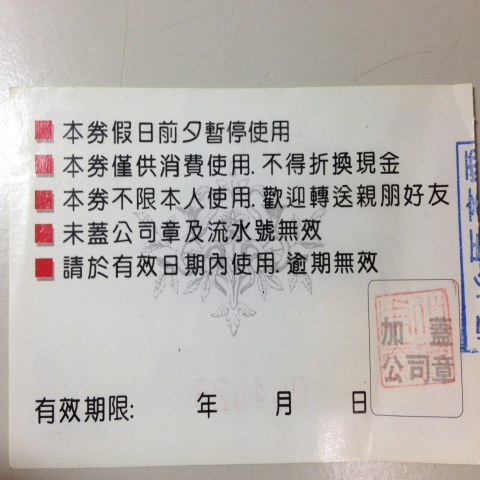 本券假日前夕暫停使用
本券僅供消費使用.不得折換現金
本券不限本人使用.歡迎轉送親朋好友
未蓋公司章及流水號無效
請於有效日期內使用.逾期無效
加蓋
公司章
有效期限: 年 月 日